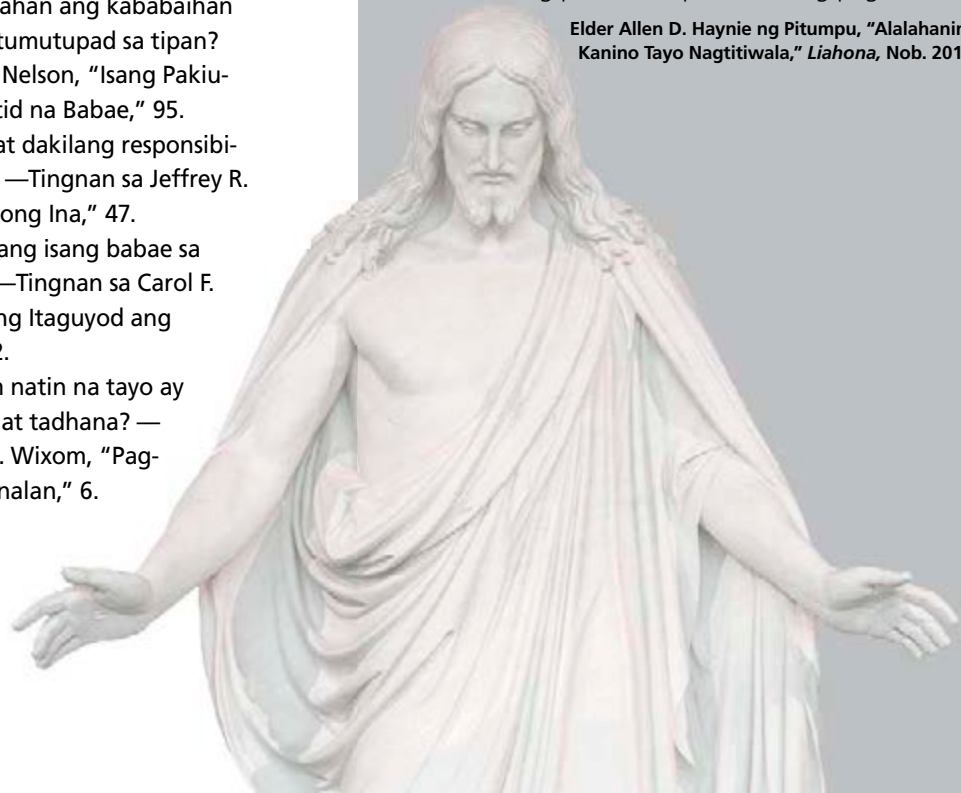 ahan ang kababaihan
tumutupad sa tipan?
Nelson, “Isang Pakiu-
tid na Babae,” 95.
at dakilang responsibi-
—Tingnan sa Jeffrey R.
ong Ina,” 47.
ang isang babae sa
—Tingnan sa Carol F.
ng Itaguyod ang
2.
n natin na tayo ay
at tadhana? —
. Wixom, “Pag-
nalan,” 6.
Elder Allen D. Haynie ng Pitumpu, “Alalahanin
Kanino Tayo Nagtitiwala,” Liahona, Nob. 201